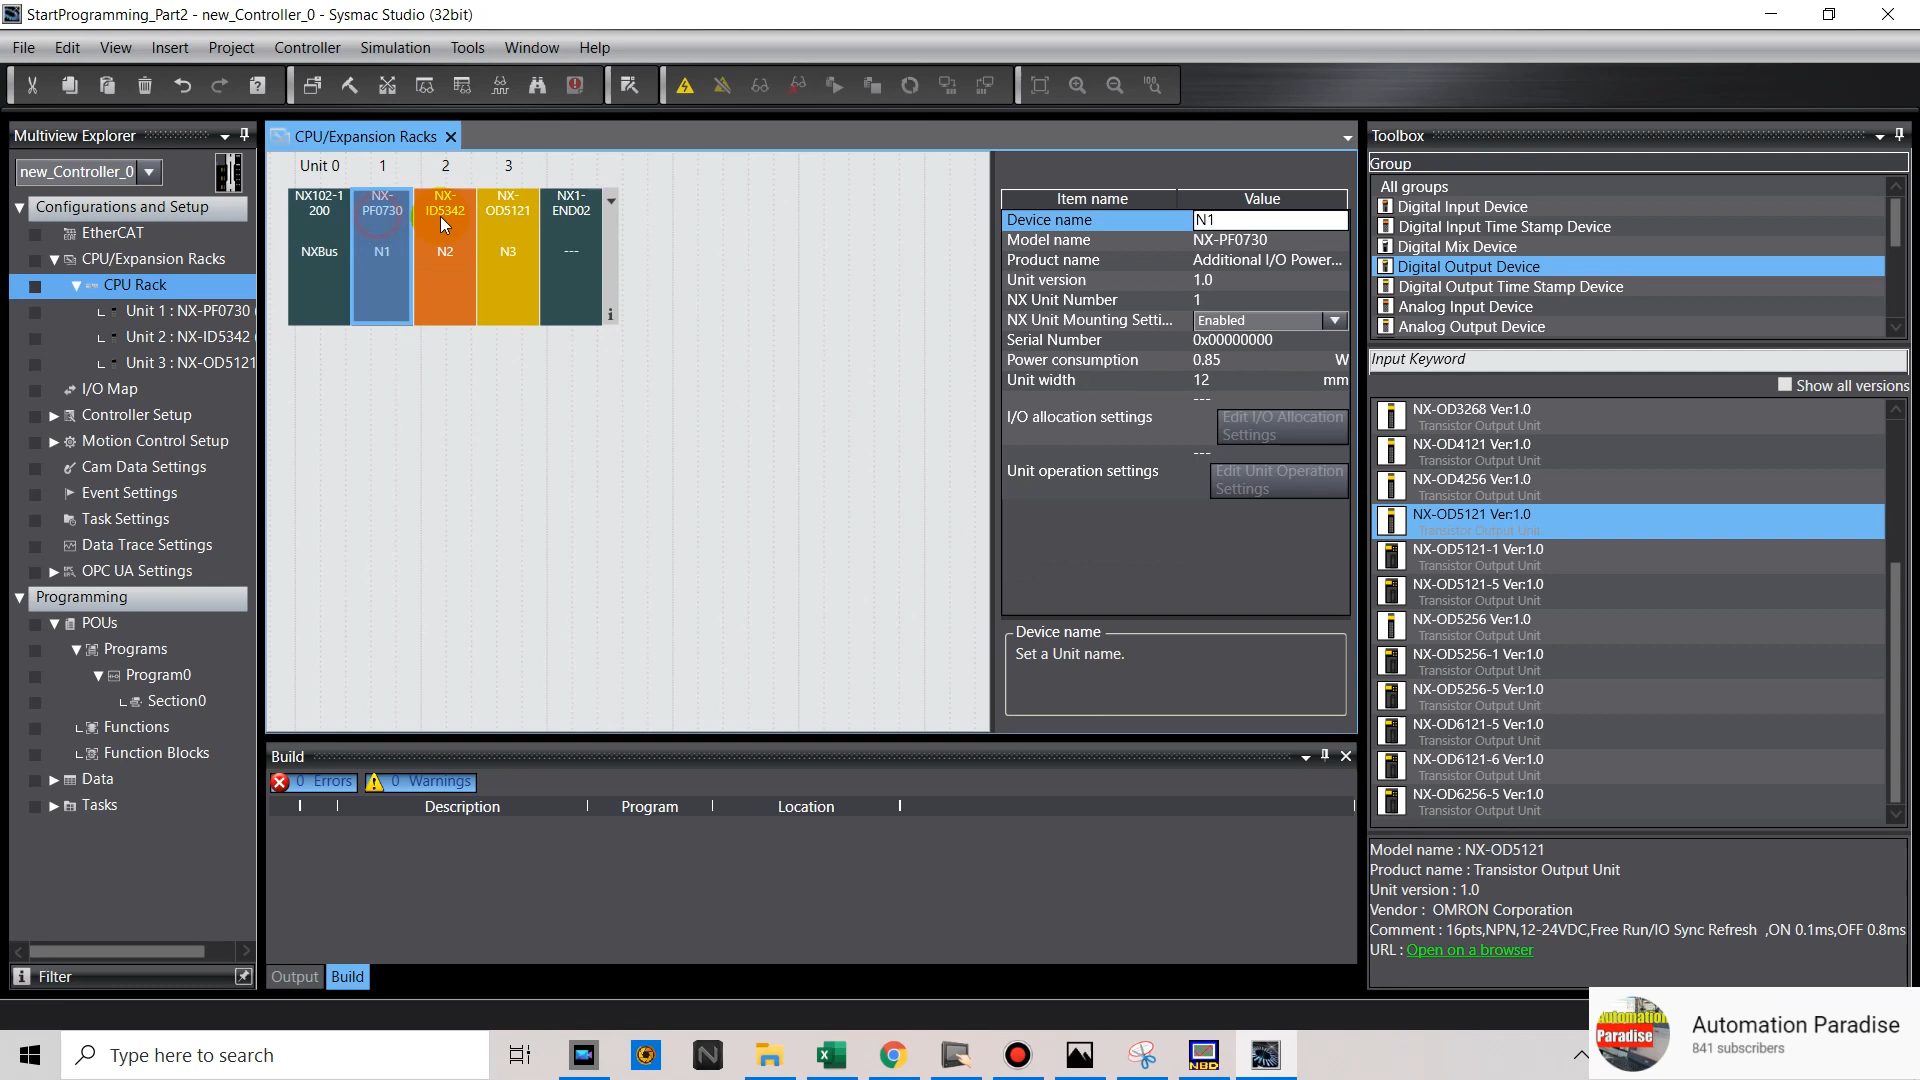 StartProgramming_Part2 - new_Controller_0 - Sysmac Studio (32bit)
File Edit View Insert Project Controller Simulation Tools Window Help
Multiview Explorer
new_Controller_0
Configurations and Setup
EtherCAT
CPU/Expansion Racks
CPU Rack
Unit 1 : NX-PF0730
Unit 2 : NX-ID5342
Unit 3 : NX-OD5121
I/O Map
Controller Setup
Motion Control Setup
Cam Data Settings
Event Settings
Task Settings
Data Trace Settings
OPC UA Settings
Programming
POUs
Programs
Program0
Section0
Functions
Function Blocks
Data
Tasks
Filter
CPU/Expansion Racks
Unit 0 1 2 3
NX102-1200 NX-PF0730 NX-ID5342 NX-OD5121 NX1-END02
NXBus N1 N2 N3 ---
Item name Value
Device name N1
Model name NX-PF0730
Product name Additional I/O Power...
Unit version 1.0
NX Unit Number 1
NX Unit Mounting Setti... Enabled
Serial Number 0x00000000
Power consumption 0.85 W
Unit width 12 mm
---
I/O allocation settings Edit I/O Allocation Settings
---
Unit operation settings Edit Unit Operation Settings
Device name
Set a Unit name.
Build
0 Errors 0 Warnings
Description Program Location
Output Build
Toolbox
Group
All groups
Digital Input Device
Digital Input Time Stamp Device
Digital Mix Device
Digital Output Device
Digital Output Time Stamp Device
Analog Input Device
Analog Output Device
Input Keyword
Show all versions
NX-OD3268 Ver:1.0
Transistor Output Unit
NX-OD4121 Ver:1.0
Transistor Output Unit
NX-OD4256 Ver:1.0
Transistor Output Unit
NX-OD5121 Ver:1.0
Transistor Output Unit
NX-OD5121-1 Ver:1.0
Transistor Output Unit
NX-OD5121-5 Ver:1.0
Transistor Output Unit
NX-OD5256 Ver:1.0
Transistor Output Unit
NX-OD5256-1 Ver:1.0
Transistor Output Unit
NX-OD5256-5 Ver:1.0
Transistor Output Unit
NX-OD6121-5 Ver:1.0
Transistor Output Unit
NX-OD6121-6 Ver:1.0
Transistor Output Unit
NX-OD6256-5 Ver:1.0
Transistor Output Unit
Model name : NX-OD5121
Product name : Transistor Output Unit
Unit version : 1.0
Vendor : OMRON Corporation
Comment : 16pts,NPN,12-24VDC,Free Run/IO Sync Refresh ,ON 0.1ms,OFF 0.8ms
URL : Open on a browser
Automation Paradise
Automation Paradise
841 subscribers
Type here to search
NBD